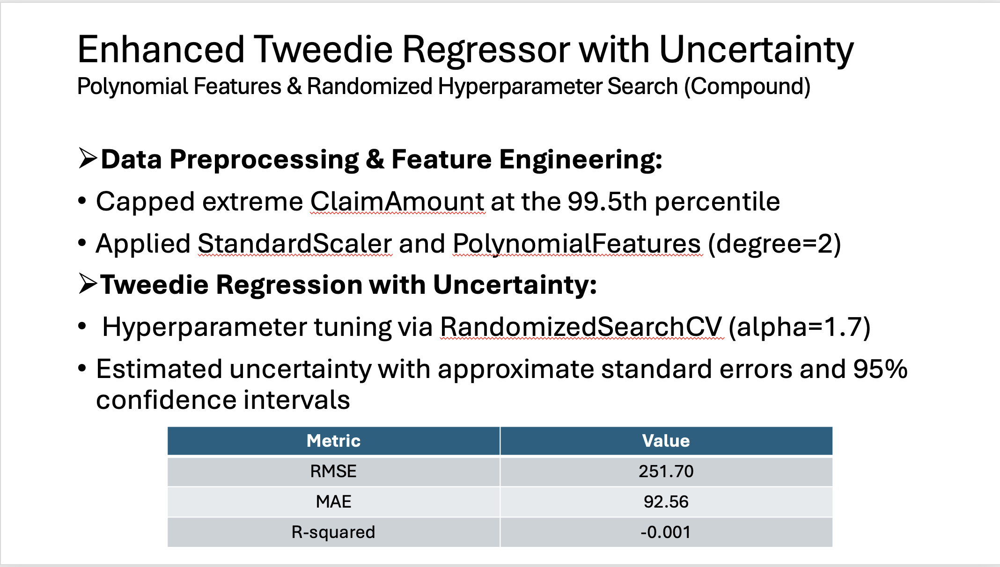 Enhanced Tweedie Regressor with Uncertainty
Polynomial Features & Randomized Hyperparameter Search (Compound)
➢Data Preprocessing & Feature Engineering:
• Capped extreme ClaimAmount at the 99.5th percentile
• Applied StandardScaler and PolynomialFeatures (degree=2)
➢Tweedie Regression with Uncertainty:
• Hyperparameter tuning via RandomizedSearchCV (alpha=1.7)
• Estimated uncertainty with approximate standard errors and 95%
confidence intervals
Metric Value
RMSE 251.70
MAE 92.56
R-squared -0.001